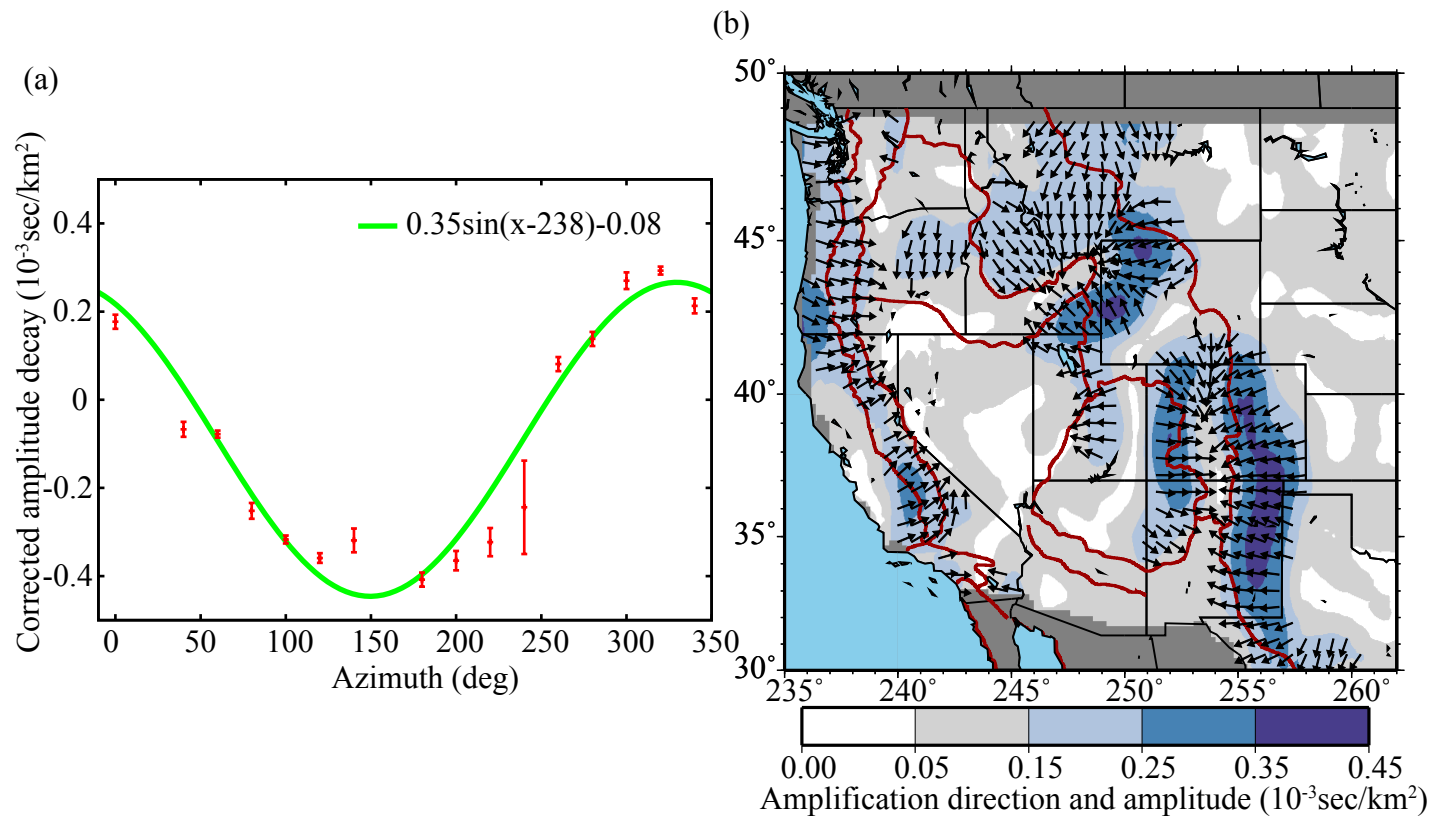 (a)
Corrected amplitude decay (10⁻³sec/km²)
0.4
0.2
0
-0.2
-0.4
0.35sin(x-238)-0.08
0 50 100 150 200 250 300 350
Azimuth (deg)
(b)
50˚
45˚
40˚
35˚
30˚
235˚ 240˚ 245˚ 250˚ 255˚ 260˚
0.00 0.05 0.15 0.25 0.35 0.45
Amplification direction and amplitude (10⁻³sec/km²)